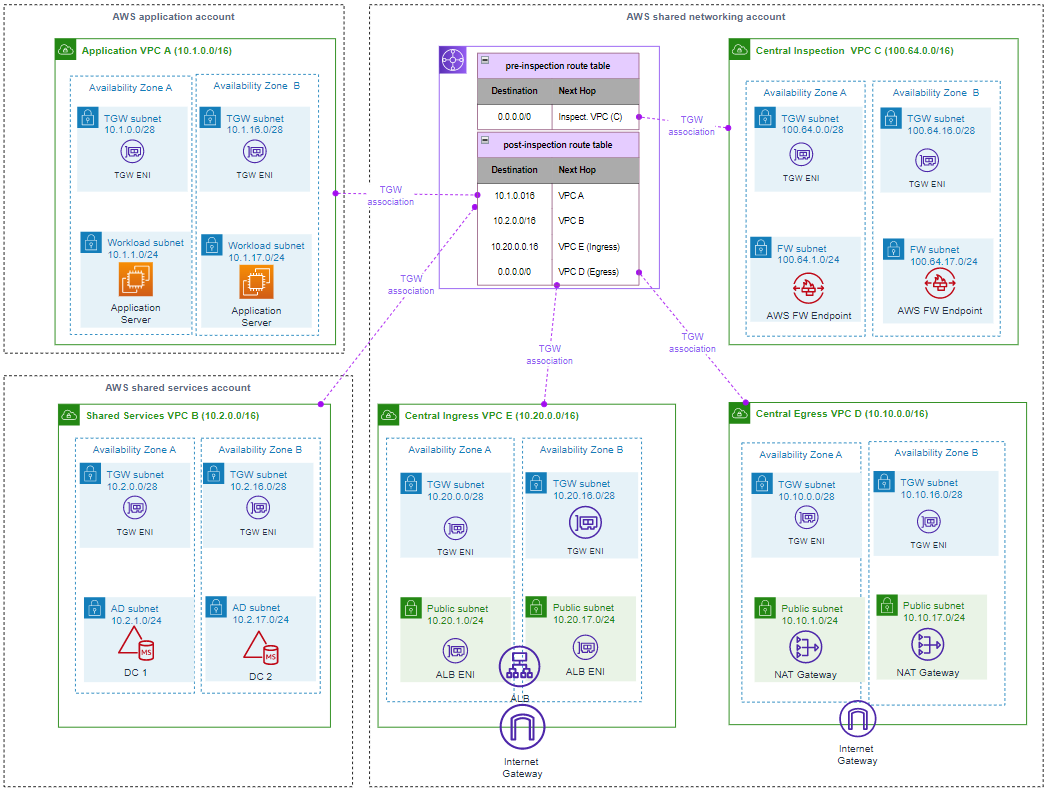 AWS application account
Application VPC A (10.1.0.0/16)
Availability Zone A
TGW subnet
10.1.0.0/28
TGW ENI
Workload subnet
10.1.1.0/24
Application
Server
Availability Zone B
TGW subnet
10.1.16.0/28
TGW ENI
Workload subnet
10.1.17.0/24
Application
Server
AWS shared networking account
pre-inspection route table
Destination Next Hop
0.0.0.0/0 Inspect. VPC (C)
post-inspection route table
Destination Next Hop
10.1.0.016 VPC A
10.2.0.0/16 VPC B
10.20.0.0.16 VPC E (Ingress)
0.0.0.0/0 VPC D (Egress)
TGW
association
TGW
association
TGW
association
TGW
association
TGW
association
Central Inspection VPC C (100.64.0.0/16)
Availability Zone A
TGW subnet
100.64.0.0/28
TGW ENI
FW subnet
100.64.1.0/24
AWS FW Endpoint
Availability Zone B
TGW subnet
100.64.16.0/28
TGW ENI
FW subnet
100.64.17.0/24
AWS FW Endpoint
AWS shared services account
Shared Services VPC B (10.2.0.0/16)
Availability Zone A
TGW subnet
10.2.0.0/28
TGW ENI
AD subnet
10.2.1.0/24
MS
DC 1
Availability Zone B
TGW subnet
10.2.16.0/28
TGW ENI
AD subnet
10.2.17.0/24
MS
DC 2
Central Ingress VPC E (10.20.0.0/16)
Availability Zone A
TGW subnet
10.20.0.0/28
TGW ENI
Public subnet
10.20.1.0/24
ALB ENI
Availability Zone B
TGW subnet
10.20.16.0/28
TGW ENI
Public subnet
10.20.17.0/24
ALB ENI
ALB
Internet
Gateway
Central Egress VPC D (10.10.0.0/16)
Availability Zone A
TGW subnet
10.10.0.0/28
TGW ENI
Public subnet
10.10.1.0/24
NAT Gateway
Availability Zone B
TGW subnet
10.10.16.0/28
TGW ENI
Public subnet
10.10.17.0/24
NAT Gateway
Internet
Gateway